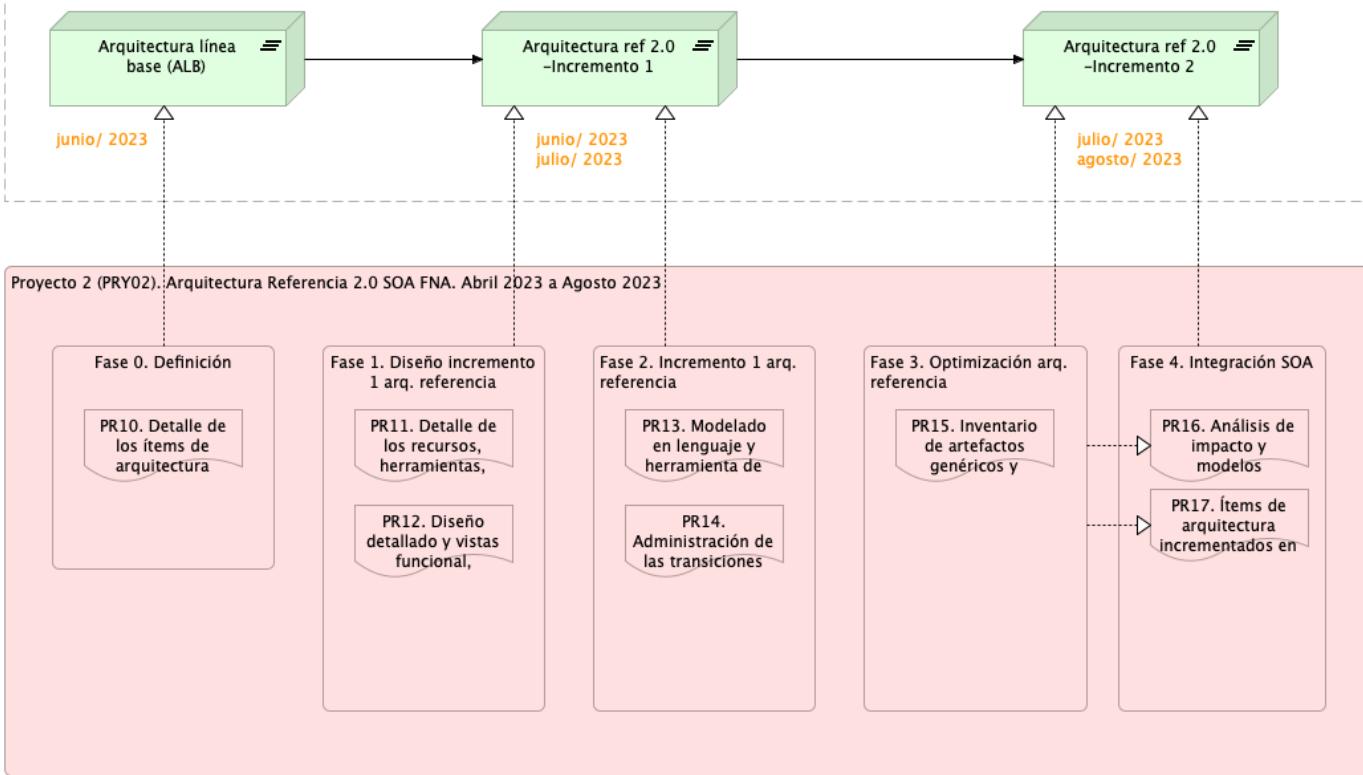 Arquitectura línea
base (ALB)
Arquitectura ref 2.0
-Incremento 1
Arquitectura ref 2.0
-Incremento 2
junio/ 2023
junio/ 2023
julio/ 2023
julio/ 2023
agosto/ 2023
Proyecto 2 (PRY02). Arquitectura Referencia 2.0 SOA FNA. Abril 2023 a Agosto 2023
Fase 0. Definición
PR10. Detalle de
los ítems de
arquitectura
Fase 1. Diseño incremento
1 arq. referencia
PR11. Detalle de
los recursos,
herramientas,
PR12. Diseño
detallado y vistas
funcional,
Fase 2. Incremento 1 arq.
referencia
PR13. Modelado
en lenguaje y
herramienta de
PR14.
Administración de
las transiciones
Fase 3. Optimización arq.
referencia
PR15. Inventario
de artefactos
genéricos y
Fase 4. Integración SOA
PR16. Análisis de
impacto y
modelos
PR17. Ítems de
arquitectura
incrementados en